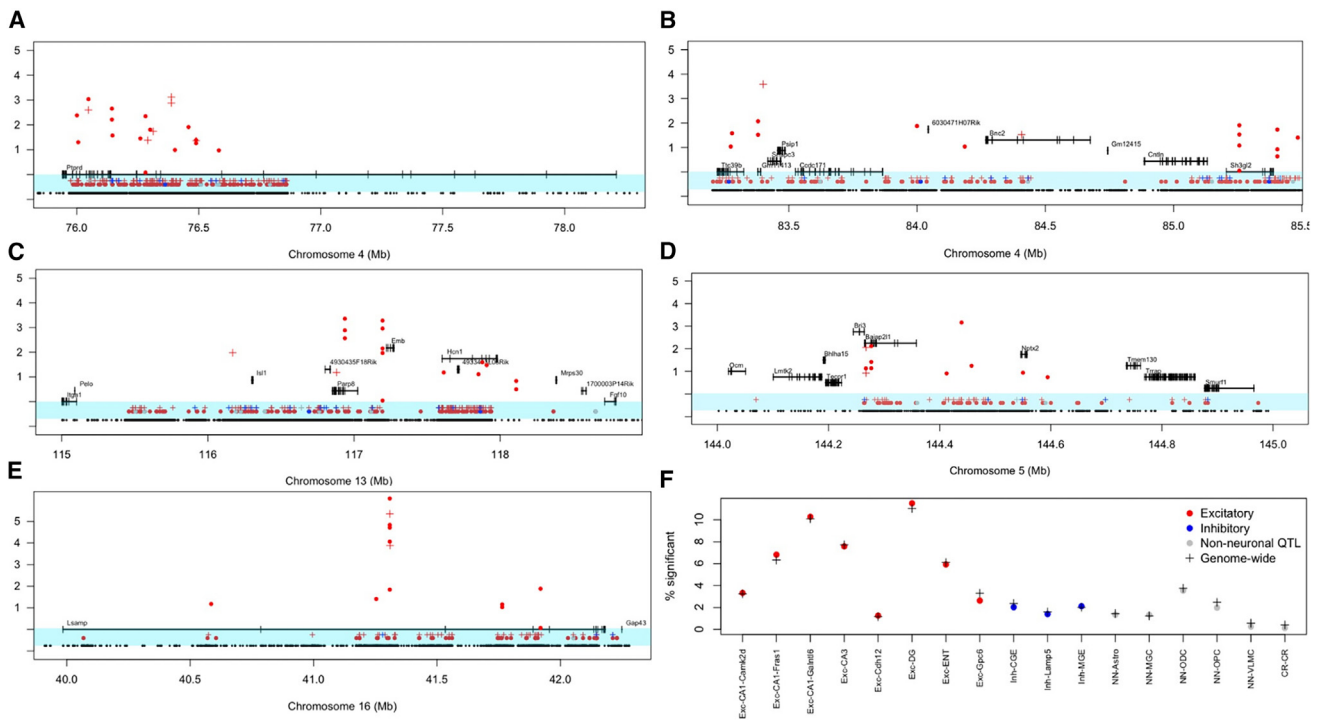 A
5
4
3
2
1
Ptprd
76.0 76.5 77.0 77.5 78.0
Chromosome 4 (Mb)
B
5
4
3
2
1
6030471H07Rik
Bnc2
Psip1
Gm12415
Cntln
Ttc39b
Ccdc171
Sh3gl2
83.5 84.0 84.5 85.0 85.5
Chromosome 4 (Mb)
C
5
4
3
2
1
Emb
Hcn1
4930435F18Rik
Isl1
Mrps30
Pelo
Parp8
1700003P14Rik
Itga1
Fgf10
115 116 117 118
Chromosome 13 (Mb)
D
5
4
3
2
1
Bri3
Baiap2l1
Bhlha15
Nptx2
Tmem130
Ocm
Lmtk2
Tecpr1
Trrap
Smurf1
144.0 144.2 144.4 144.6 144.8 145.0
Chromosome 5 (Mb)
E
5
4
3
2
1
Lsamp
Gap43
40.0 40.5 41.0 41.5 42.0
Chromosome 16 (Mb)
F
% significant
10
8
6
4
2
0
Excitatory
Inhibitory
Non-neuronal QTL
Genome-wide
Exc-CA1-Camk2d
Exc-CA1-Fras1
Exc-CA1-Galntl6
Exc-CA3
Exc-Cdh12
Exc-DG
Exc-ENT
Exc-Gpc6
Inh-CGE
Inh-Lamp5
Inh-MGE
NN-Astro
NN-MGC
NN-ODC
NN-OPC
NN-VLMC
CR-CR